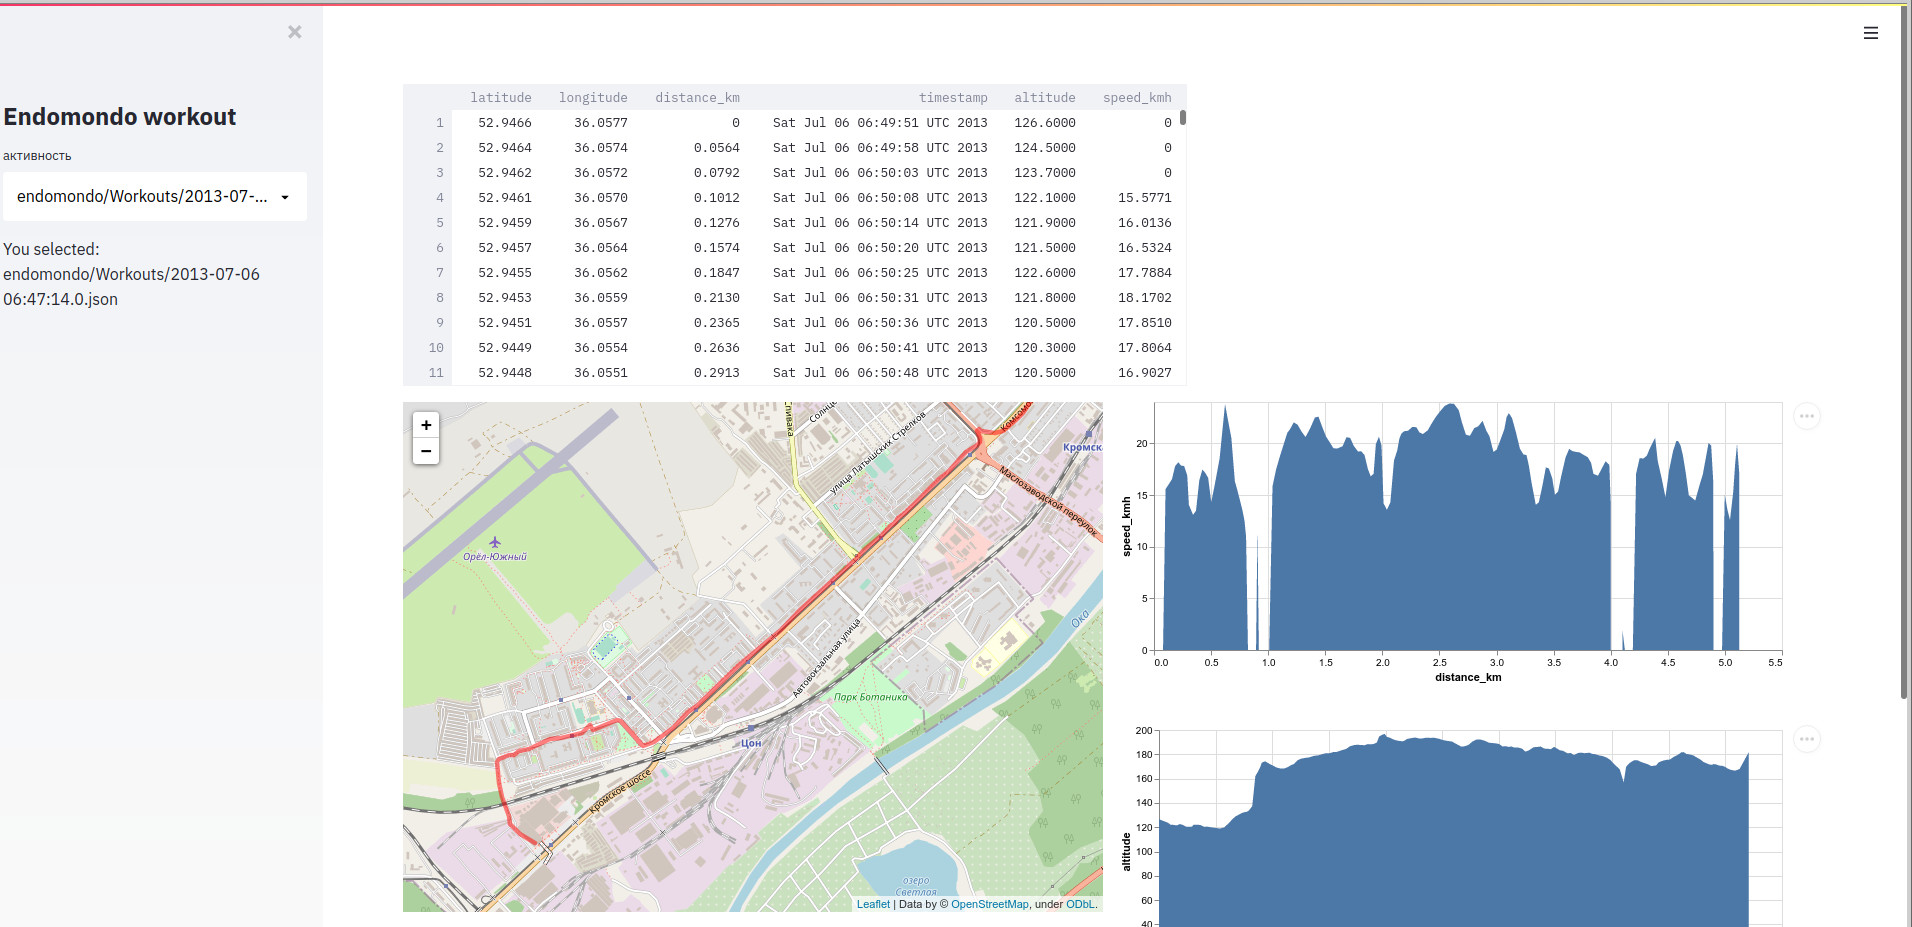 ×
Endomondo workout
активность
endomondo/Workouts/2013-07-...
You selected:
endomondo/Workouts/2013-07-06
06:47:14.0.json
latitude longitude distance_km timestamp altitude speed_kmh
1 52.9466 36.0577 0 Sat Jul 06 06:49:51 UTC 2013 126.6000 0
2 52.9464 36.0574 0.0564 Sat Jul 06 06:49:58 UTC 2013 124.5000 0
3 52.9462 36.0572 0.0792 Sat Jul 06 06:50:03 UTC 2013 123.7000 0
4 52.9461 36.0570 0.1012 Sat Jul 06 06:50:08 UTC 2013 122.1000 15.5771
5 52.9459 36.0567 0.1276 Sat Jul 06 06:50:14 UTC 2013 121.9000 16.0136
6 52.9457 36.0564 0.1574 Sat Jul 06 06:50:20 UTC 2013 121.5000 16.5324
7 52.9455 36.0562 0.1847 Sat Jul 06 06:50:25 UTC 2013 122.6000 17.7884
8 52.9453 36.0559 0.2130 Sat Jul 06 06:50:31 UTC 2013 121.8000 18.1702
9 52.9451 36.0557 0.2365 Sat Jul 06 06:50:36 UTC 2013 120.5000 17.8510
10 52.9449 36.0554 0.2636 Sat Jul 06 06:50:41 UTC 2013 120.3000 17.8064
11 52.9448 36.0551 0.2913 Sat Jul 06 06:50:48 UTC 2013 120.5000 16.9027
+
−
Спивака
Солнце
улица Латышских Стрелков
Комсомо
Кромска
Маслозаводской переулок
Орёл-Южный
Ока
Автовокзальная улица
Парк Ботаника
Цон
Кромское шоссе
озеро
Светлая
Leaflet | Data by © OpenStreetMap, under ODbL.
20
15
10
5
0
speed_kmh
0.0 0.5 1.0 1.5 2.0 2.5 3.0 3.5 4.0 4.5 5.0 5.5
distance_km
200
180
160
140
120
100
80
60
40
altitude